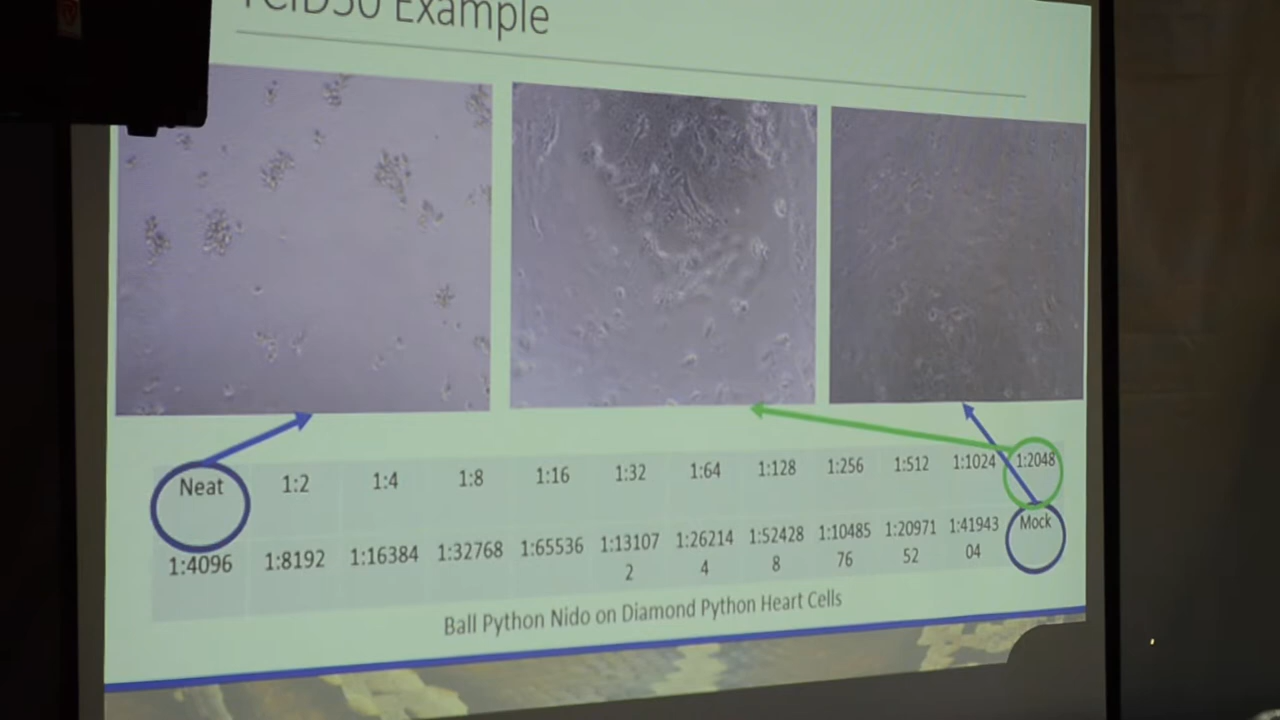 TCID50 Example
Neat 1:2 1:4 1:8 1:16 1:32 1:64 1:128 1:256 1:512 1:1024 1:2048
1:4096 1:8192 1:16384 1:32768 1:65536 1:13107 1:26214 1:52428 1:10485 1:20971 1:41943 Mock
2 4 8 76 52 04
Ball Python Nido on Diamond Python Heart Cells